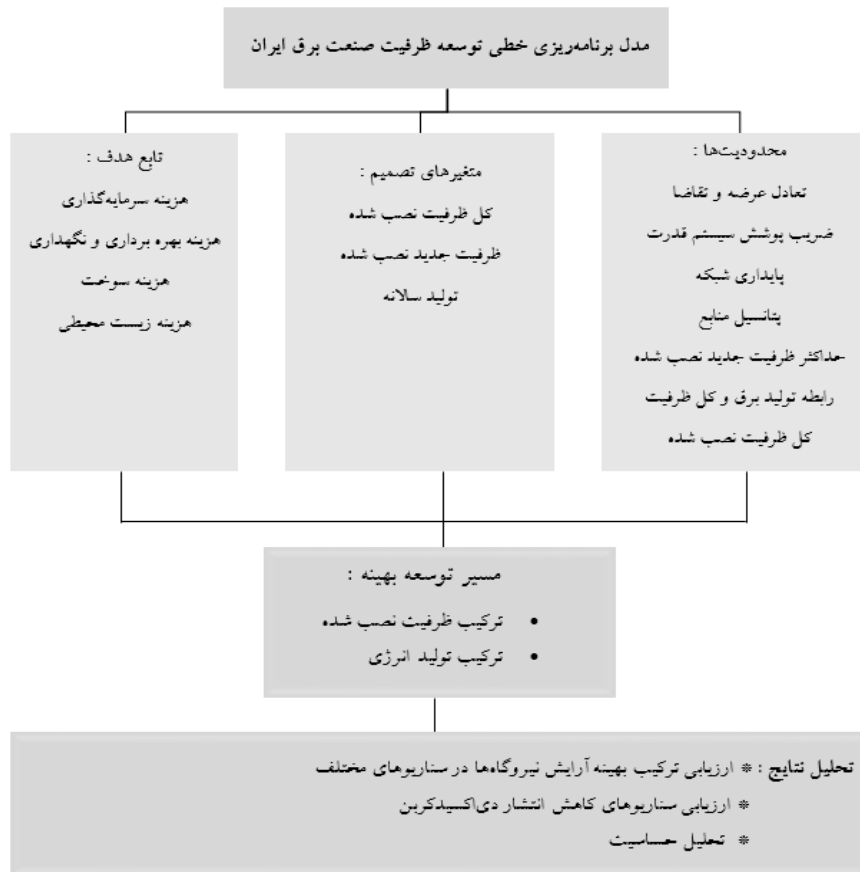 مدل برنامه‌ریزی خطی توسعه ظرفیت صنعت برق ایران
محدودیت‌ها :
تعادل عرضه و تقاضا
ضریب پوشش سیستم قدرت
پایداری شبکه
پتانسیل منابع
حداکثر ظرفیت جدید نصب شده
رابطه تولید برق و کل ظرفیت
کل ظرفیت نصب شده
متغیرهای تصمیم :
کل ظرفیت نصب شده
ظرفیت جدید نصب شده
تولید سالانه
تابع هدف :
هزینه سرمایه‌گذاری
هزینه بهره برداری و نگهداری
هزینه سوخت
هزینه زیست محیطی
مسیر توسعه بهینه :
• ترکیب ظرفیت نصب شده
• ترکیب تولید انرژی
تحلیل نتایج : * ارزیابی ترکیب بهینه آرایش نیروگاه‌ها در سناریوهای مختلف
* ارزیابی سناریوهای کاهش انتشار دی‌اکسیدکربن
* تحلیل حساسیت